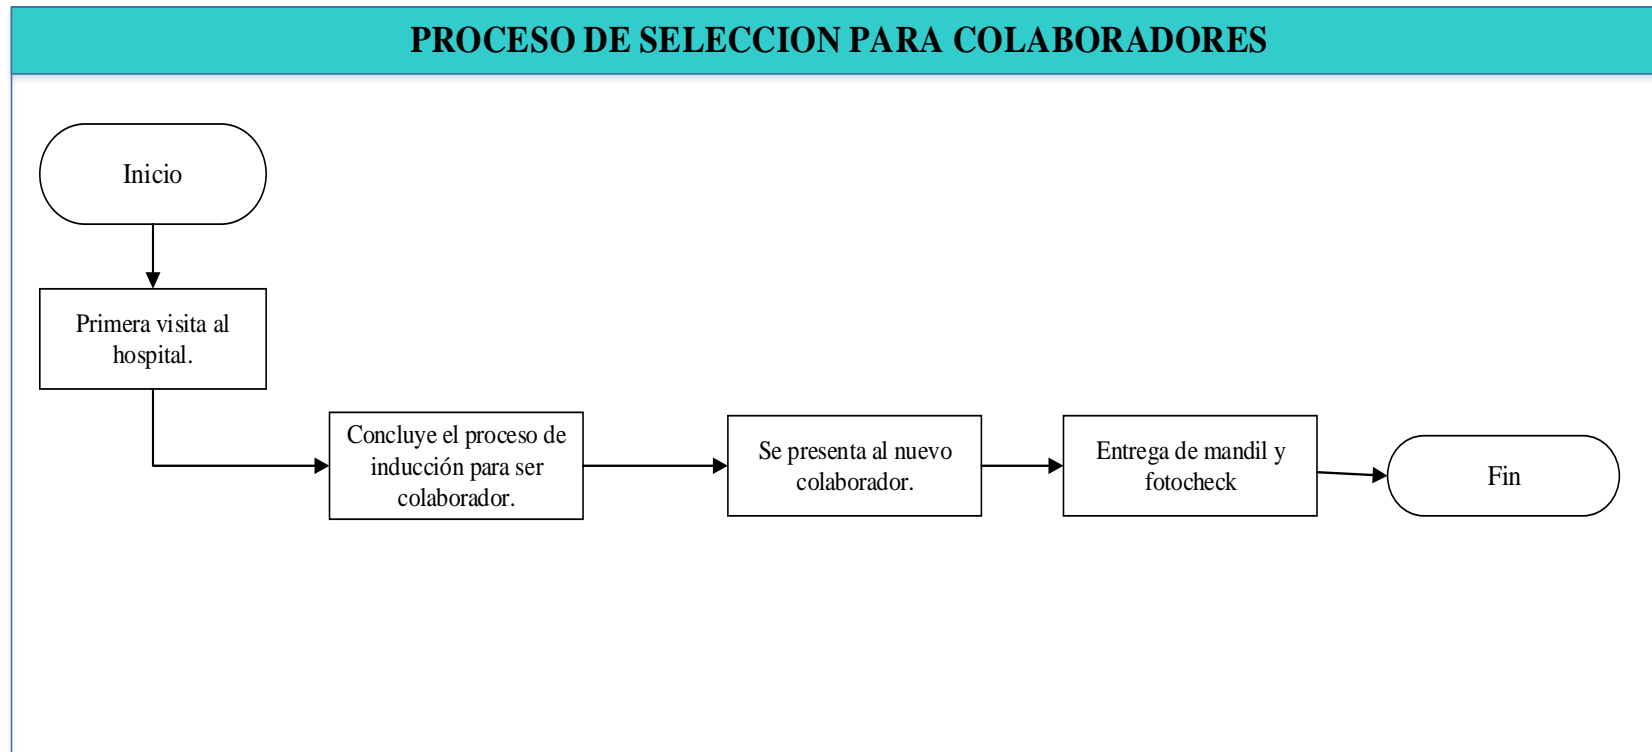 PROCESO DE SELECCION PARA COLABORADORES
Inicio
Primera visita al
hospital.
Concluye el proceso de
inducción para ser
colaborador.
Se presenta al nuevo
colaborador.
Entrega de mandil y
fotocheck
Fin